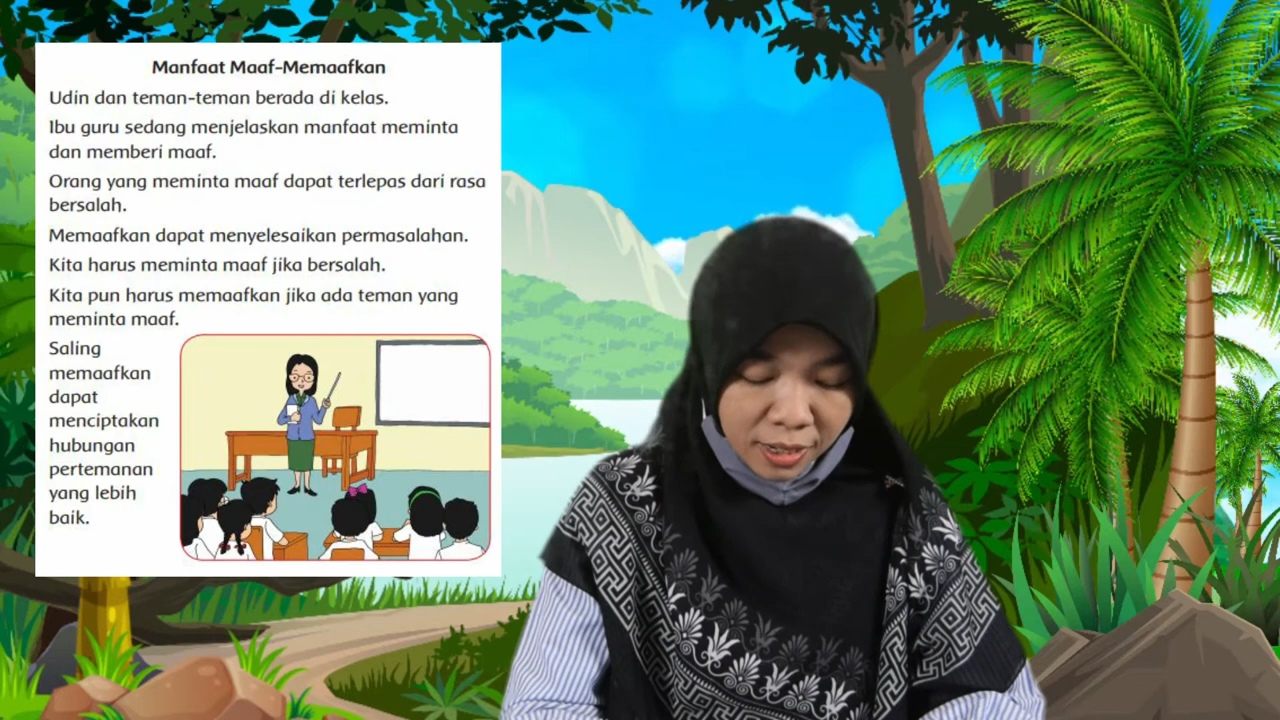 Manfaat Maaf-Memaafkan
Udin dan teman-teman berada di kelas.
Ibu guru sedang menjelaskan manfaat meminta
dan memberi maaf.
Orang yang meminta maaf dapat terlepas dari rasa
bersalah.
Memaafkan dapat menyelesaikan permasalahan.
Kita harus meminta maaf jika bersalah.
Kita pun harus memaafkan jika ada teman yang
meminta maaf.
Saling
memaafkan
dapat
menciptakan
hubungan
pertemanan
yang lebih
baik.